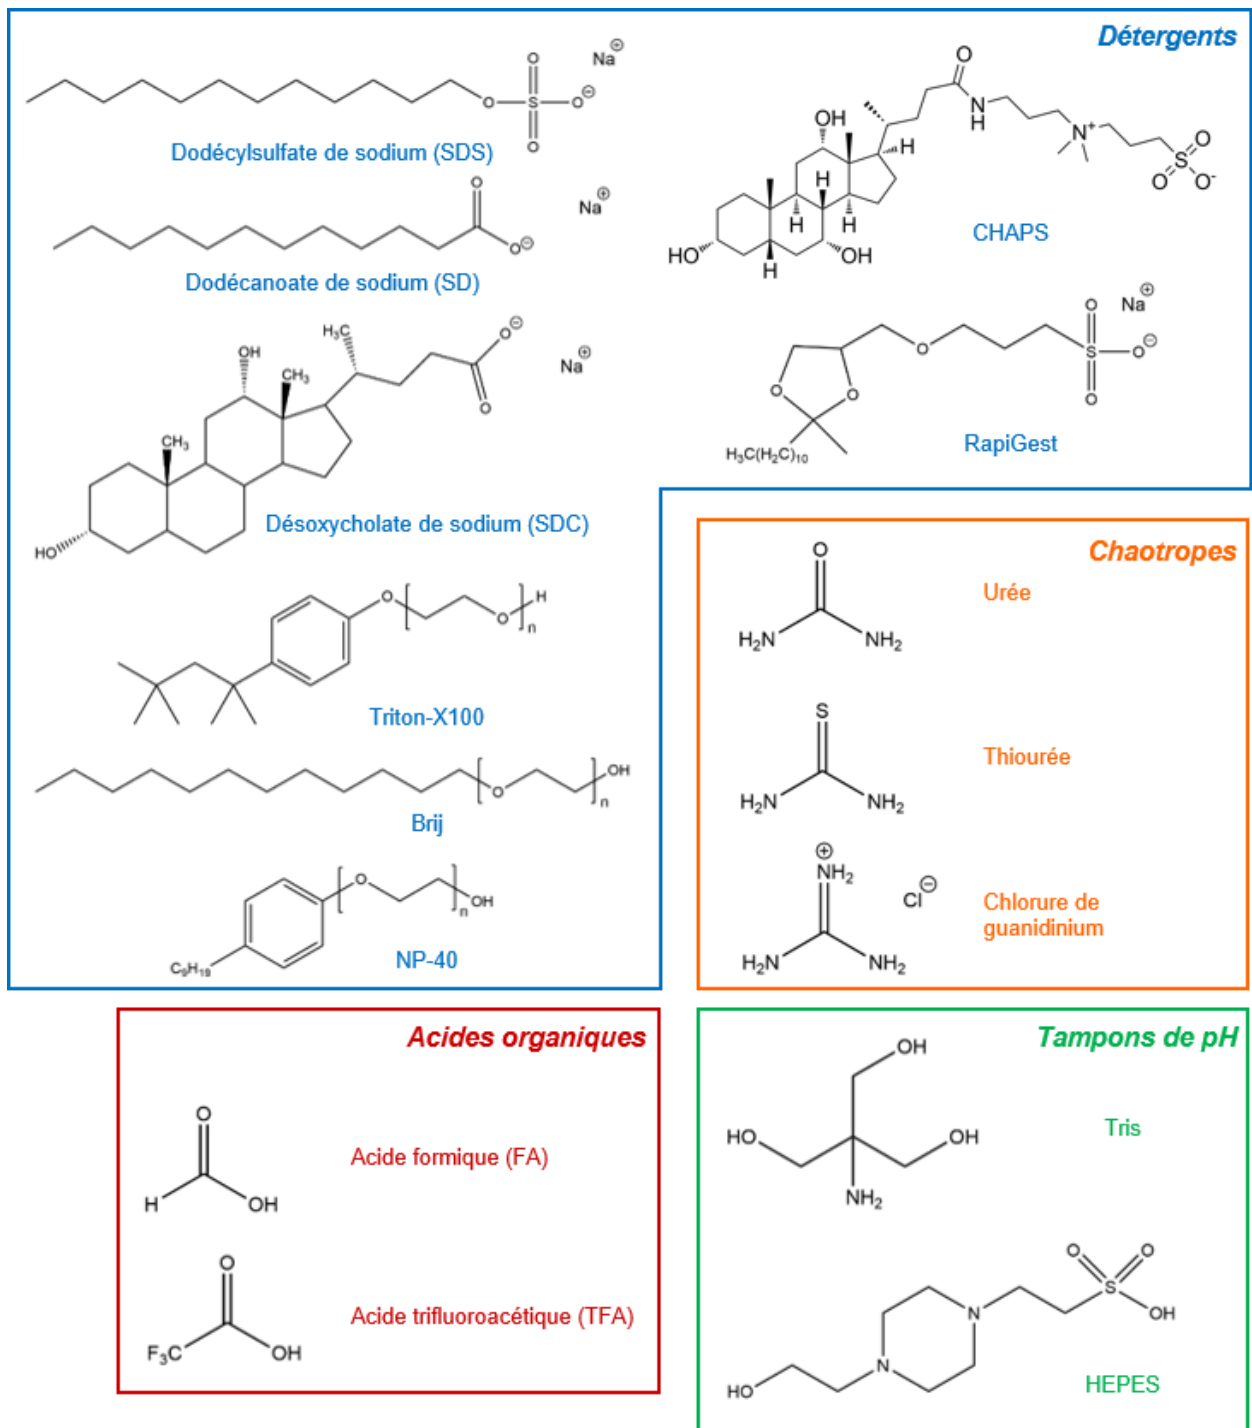 Détergents
O
Na⊕
O
S
O⊖
O
Dodécylsulfate de sodium (SDS)
O
Na⊕
O⊖
Dodécanoate de sodium (SD)
O
N
H
N+
O
S
O
O-
OH
H
H
H
H
HO
H
OH
CHAPS
H3C
O⊖
Na⊕
OH
CH3
O
CH3
HO
Désoxycholate de sodium (SDC)
O
Na⊕
O
S
O⊖
O
O
O
H3C(H2C)10
RapiGest
O
O
H
n
Triton-X100
O
OH
n
Brij
O
OH
n
C9H19
NP-40
Chaotropes
O
Urée
H2N
NH2
S
Thiourée
H2N
NH2
⊕
NH2
Cl⊖
Chlorure de
guanidinium
H2N
NH2
Acides organiques
O
Acide formique (FA)
H
OH
O
Acide trifluoroacétique (TFA)
F3C
OH
Tampons de pH
OH
HO
OH
Tris
NH2
O
O
S
OH
N
N
HO
HEPES